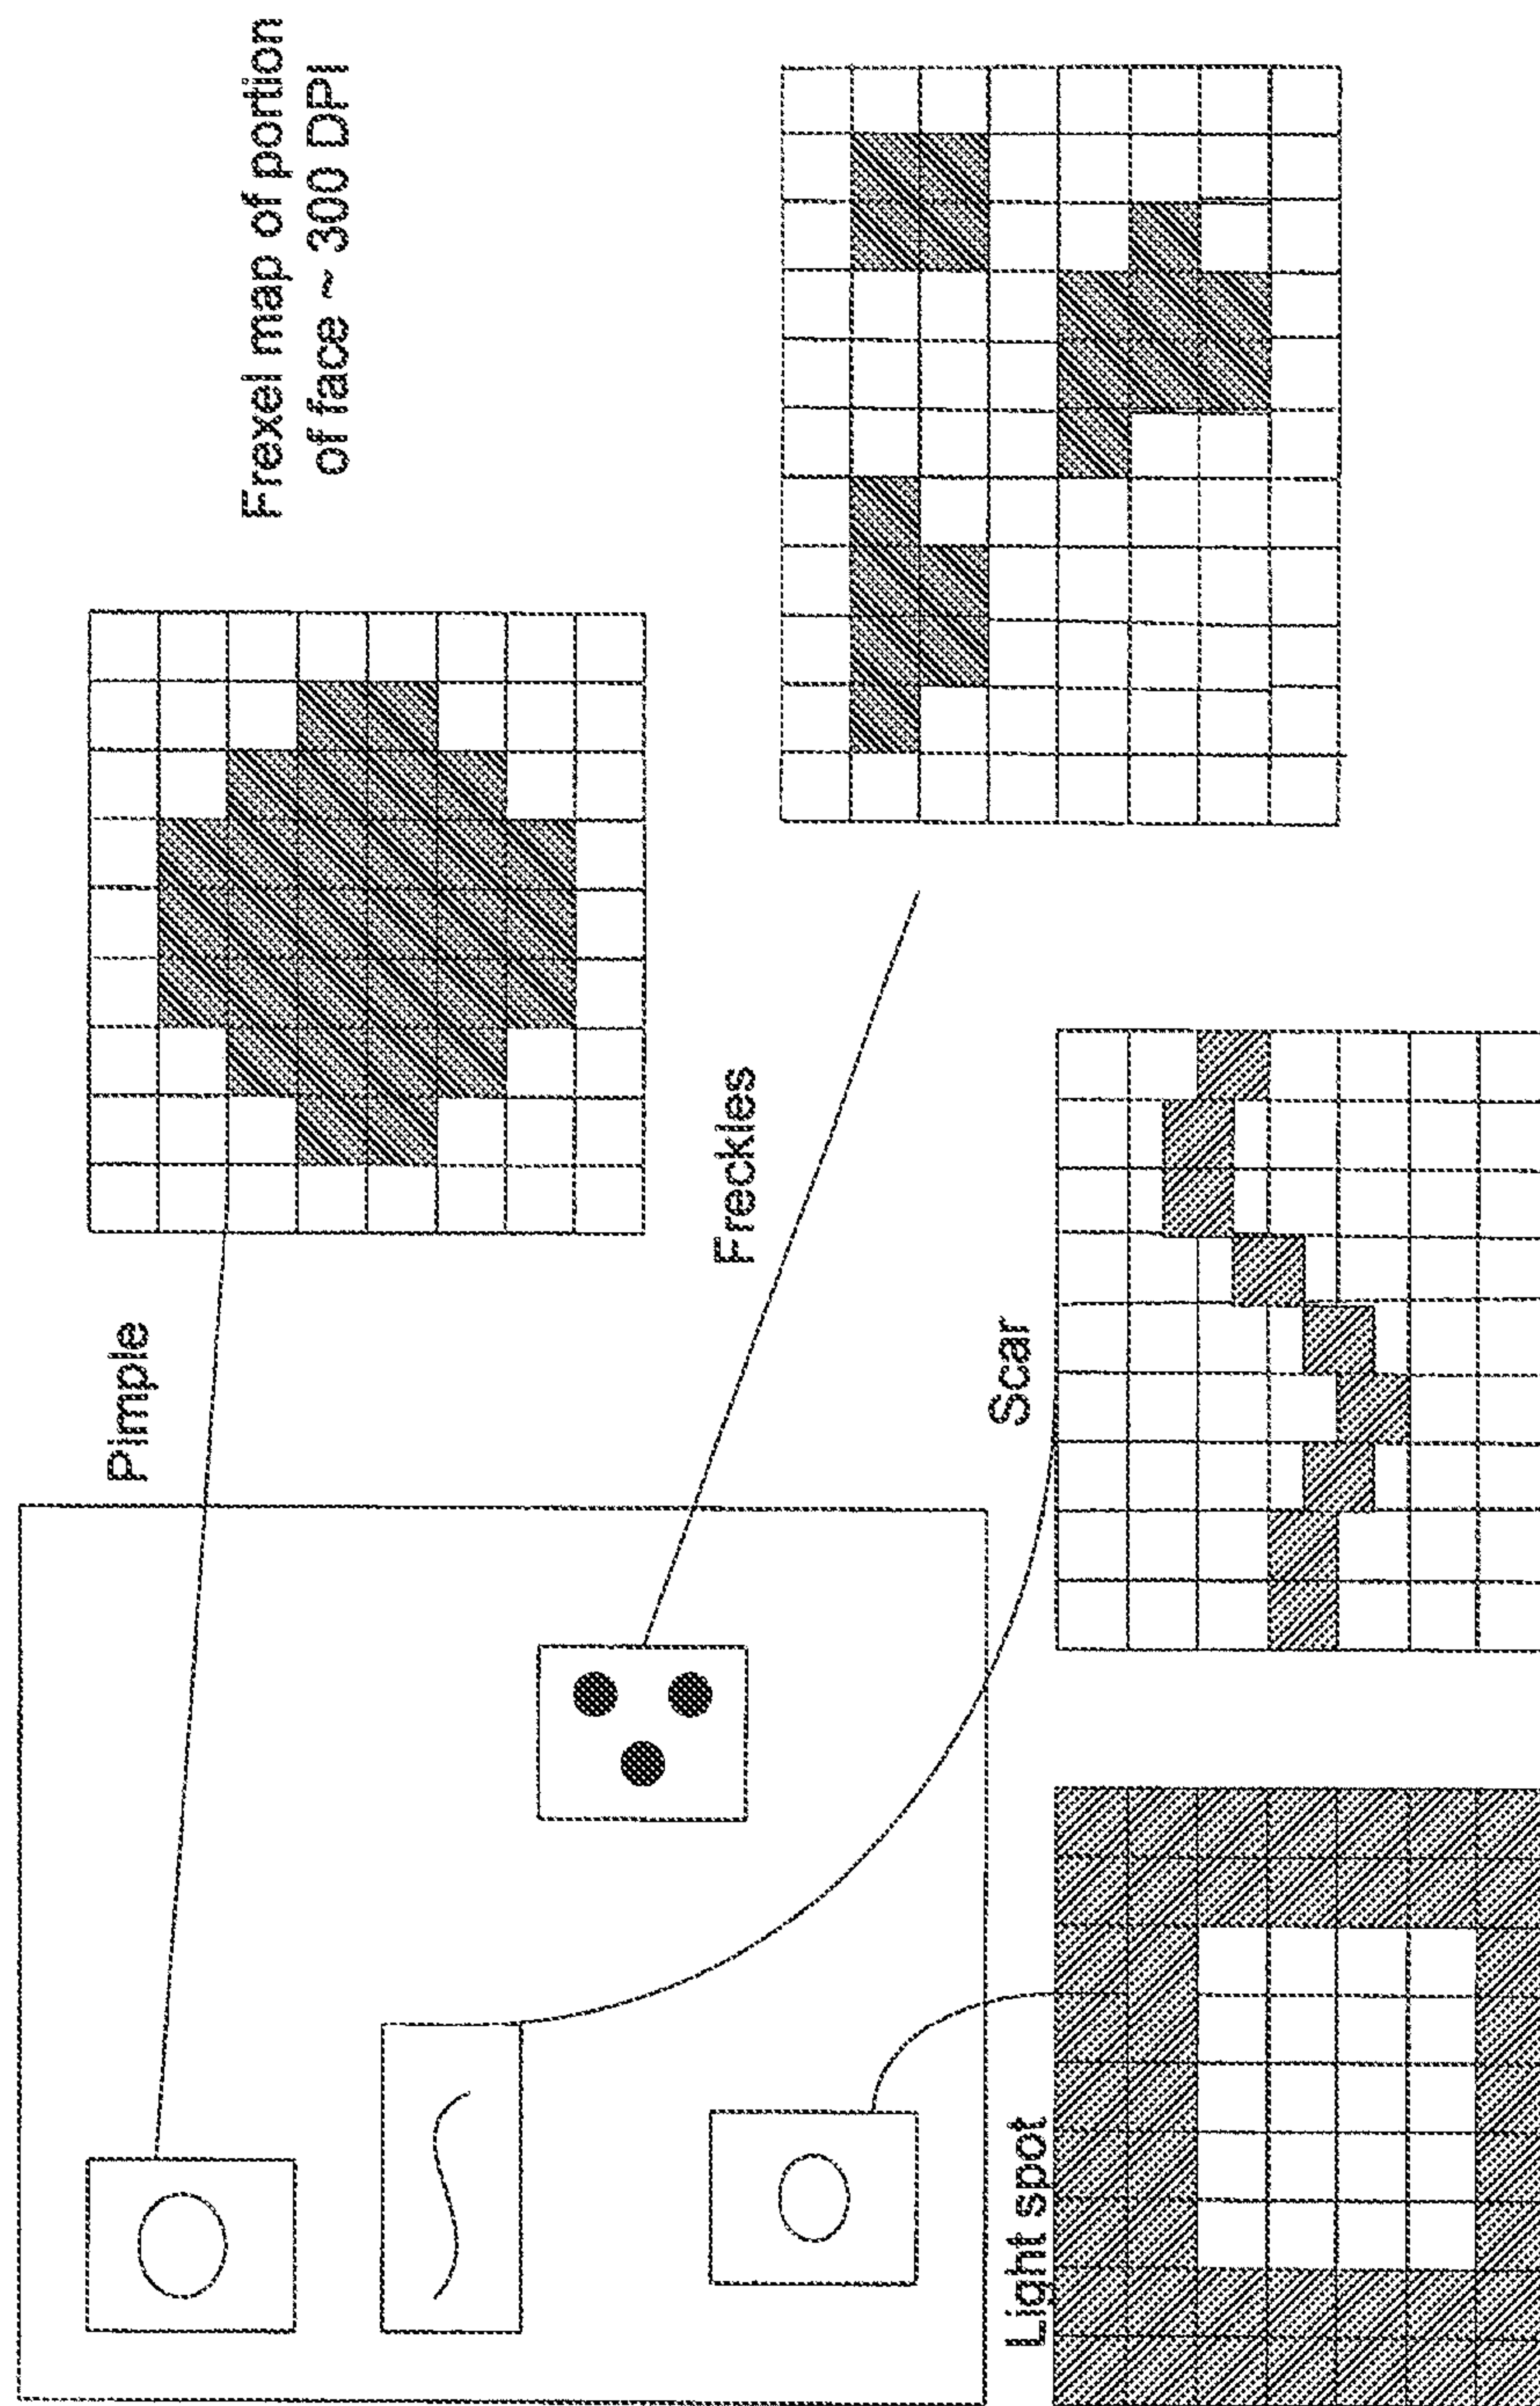 Frexel map of portion
of face ~ 300 DPI
Pimple
Freckles
Scar
Light spot